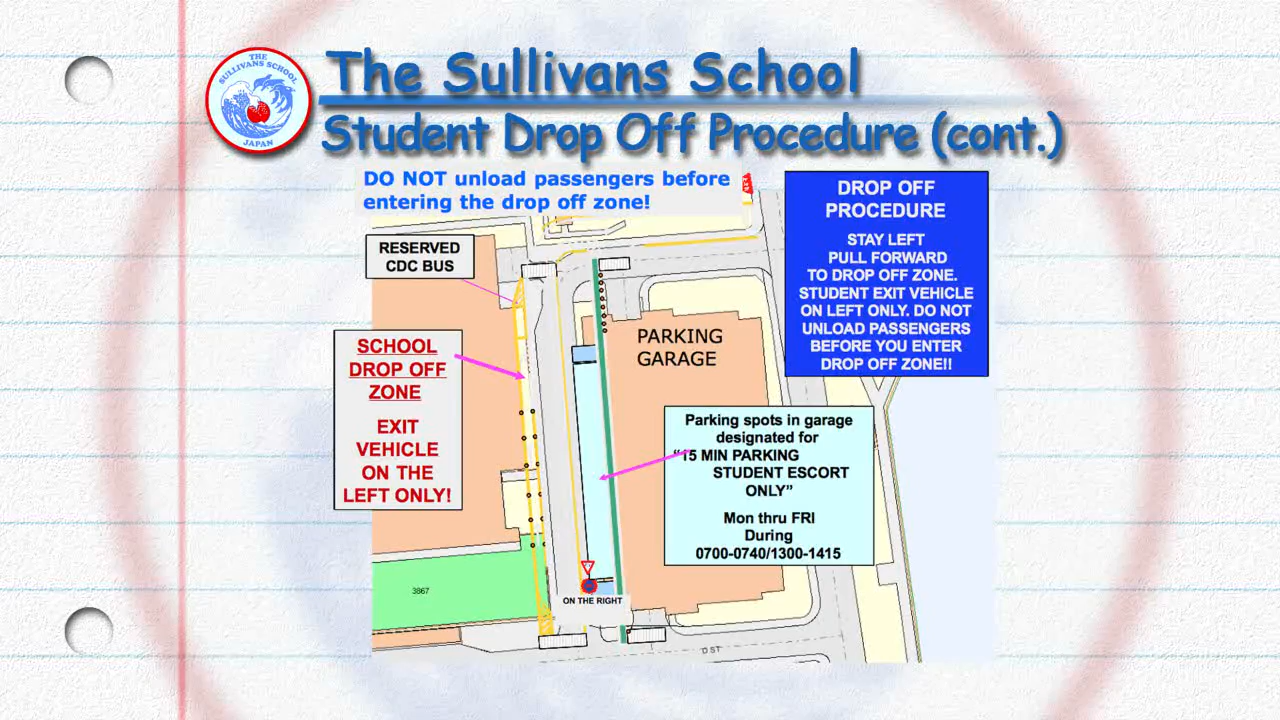 THE
SULLIVANS SCHOOL
JAPAN
The Sullivans School
Student Drop Off Procedure (cont.)
DO NOT unload passengers before
entering the drop off zone!
DROP OFF
PROCEDURE
STAY LEFT
PULL FORWARD
TO DROP OFF ZONE.
STUDENT EXIT VEHICLE
ON LEFT ONLY. DO NOT
UNLOAD PASSENGERS
BEFORE YOU ENTER
DROP OFF ZONE!!
RESERVED
CDC BUS
SCHOOL
DROP OFF
ZONE
EXIT
VEHICLE
ON THE
LEFT ONLY!
PARKING
GARAGE
Parking spots in garage
designated for
“15 MIN PARKING
STUDENT ESCORT
ONLY”
Mon thru FRI
During
0700-0740/1300-1415
3867
ON THE RIGHT
D ST